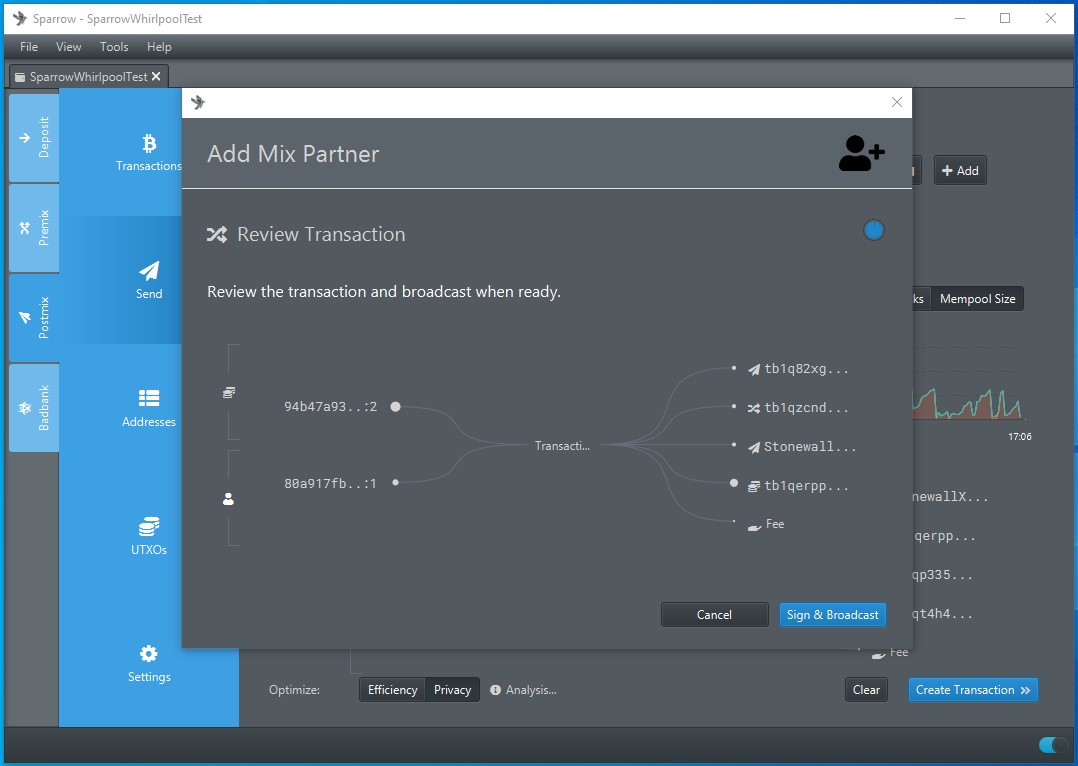 Sparrow - SparrowWhirlpoolTest
File View Tools Help
SparrowWhirlpoolTest
Deposit
Premix
Postmix
Badbank
Transactions
Send
Addresses
UTXOs
Settings
Add Mix Partner
+ Add
Review Transaction
Review the transaction and broadcast when ready.
ks Mempool Size
94b47a93..:2
80a917fb..:1
Transacti...
tb1q82xg...
tb1qzcnd...
Stonewall...
tb1qerpp...
Fee
17:06
newallX...
qerpp...
qp335...
qt4h4...
Fee
Cancel Sign & Broadcast
Optimize: Efficiency Privacy Analysis... Clear Create Transaction »